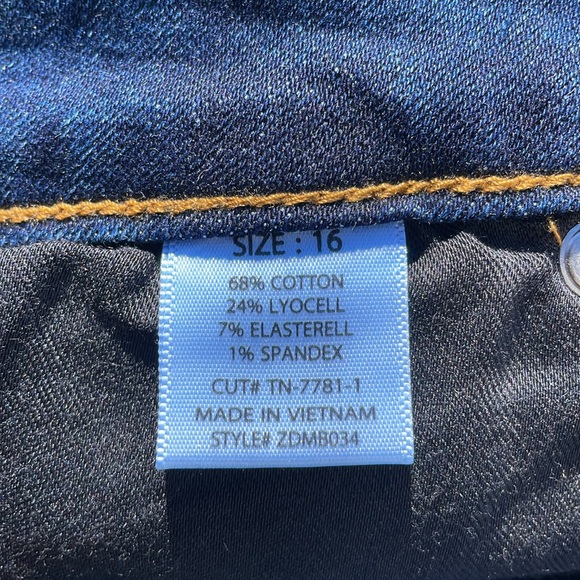 SIZE : 16
68% COTTON
24% LYOCELL
7% ELASTERELL
1% SPANDEX
CUT# TN-7781-1
MADE IN VIETNAM
STYLE# ZDMB034